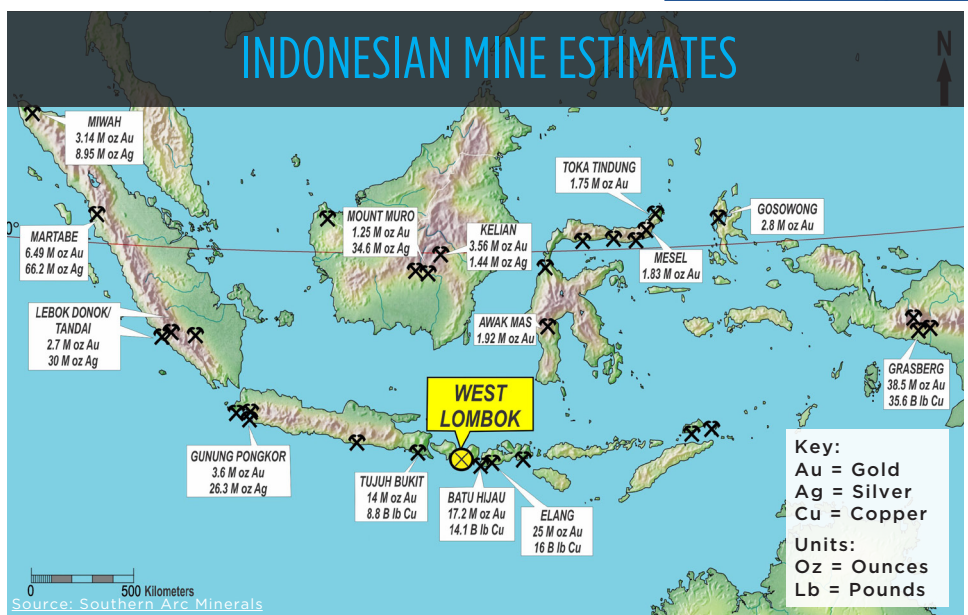 INDONESIAN MINE ESTIMATES
N
MIWAH
3.14 M oz Au
8.95 M oz Ag
0°
MARTABE
6.49 M oz Au
66.2 M oz Ag
LEBOK DONOK/
TANDAI
2.7 M oz Au
30 M oz Ag
MOUNT MURO
1.25 M oz Au
34.6 M oz Ag
KELIAN
3.56 M oz Au
1.44 M oz Ag
TOKA TINDUNG
1.75 M oz Au
MESEL
1.83 M oz Au
GOSOWONG
2.8 M oz Au
AWAK MAS
1.92 M oz Au
GRASBERG
38.5 M oz Au
35.6 B lb Cu
WEST
LOMBOK
GUNUNG PONGKOR
3.6 M oz Au
26.3 M oz Ag
TUJUH BUKIT
14 M oz Au
8.8 B lb Cu
BATU HIJAU
17.2 M oz Au
14.1 B lb Cu
ELANG
25 M oz Au
16 B lb Cu
Key:
Au = Gold
Ag = Silver
Cu = Copper
Units:
Oz = Ounces
Lb = Pounds
500 Kilometers
Source: Southern Arc Minerals